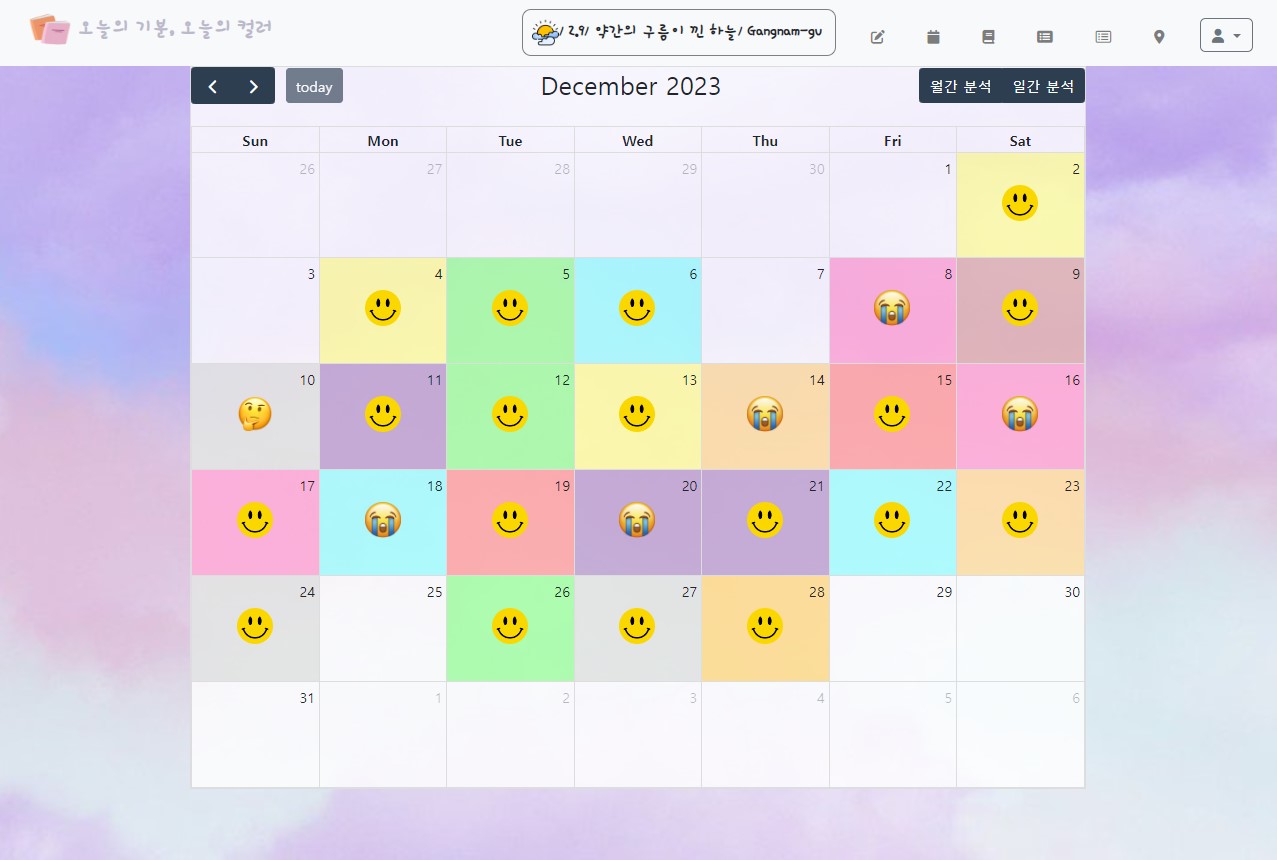 오늘의 기분, 오늘의 컬러
/ 2.9/ 약간의 구름이 낀 하늘/ Gangnam-gu
today
December 2023
월간 분석 일간 분석
Sun Mon Tue Wed Thu Fri Sat
26 27 28 29 30 1 2
3 4 5 6 7 8 9
10 11 12 13 14 15 16
17 18 19 20 21 22 23
24 25 26 27 28 29 30
31 1 2 3 4 5 6